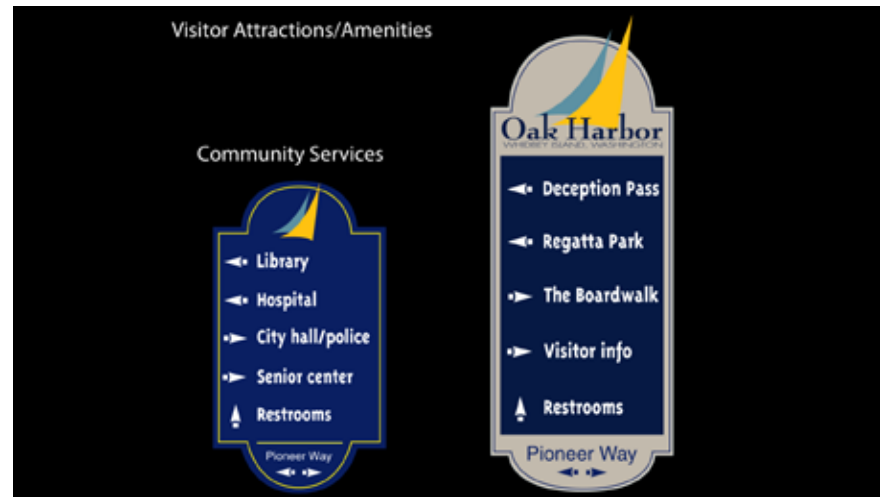 Visitor Attractions/Amenities
Oak Harbor
WHIDBEY ISLAND, WASHINGTON
Deception Pass
Regatta Park
The Boardwalk
Visitor info
Restrooms
Pioneer Way
Community Services
Library
Hospital
City hall/police
Senior center
Restrooms
Pioneer Way